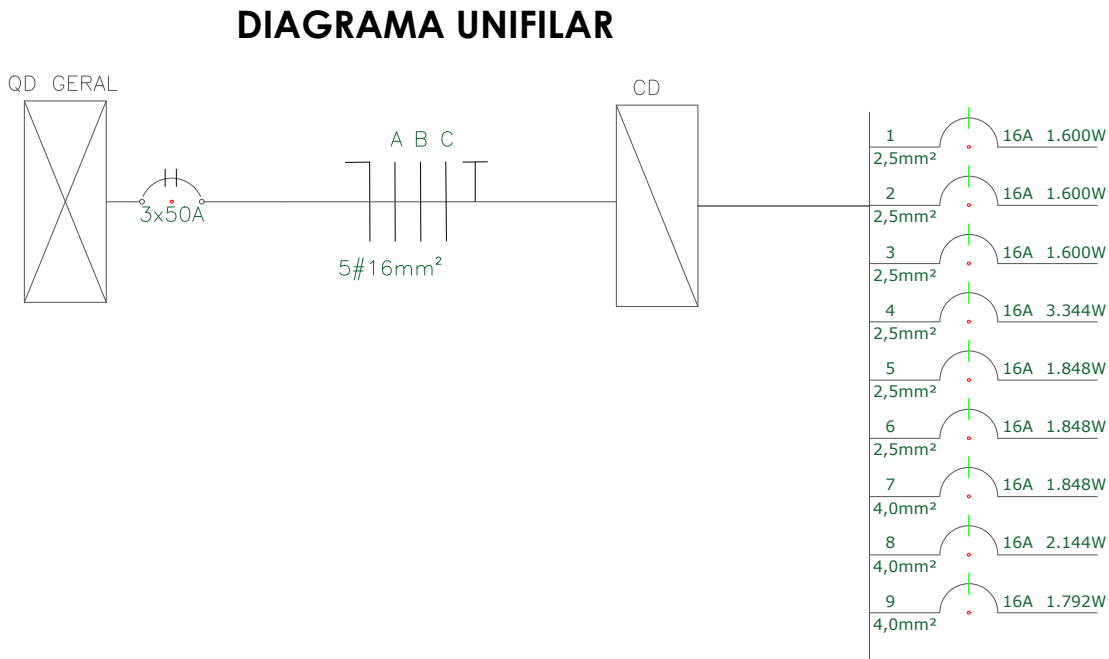 DIAGRAMA UNIFILAR
QD GERAL
3x50A
A B C
5#16mm²
CD
1 16A 1.600W
2,5mm²
2 16A 1.600W
2,5mm²
3 16A 1.600W
2,5mm²
4 16A 3.344W
2,5mm²
5 16A 1.848W
2,5mm²
6 16A 1.848W
2,5mm²
7 16A 1.848W
4,0mm²
8 16A 2.144W
4,0mm²
9 16A 1.792W
4,0mm²